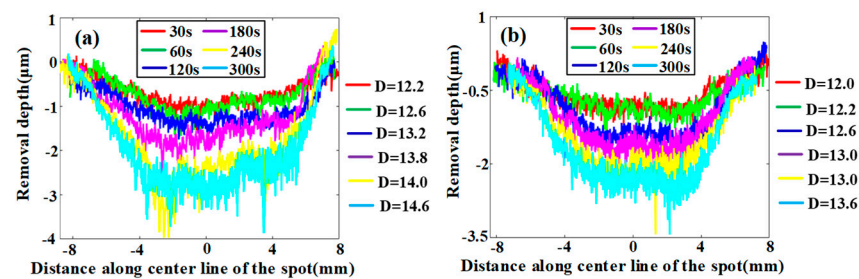 (a)
30s 180s
60s 240s
120s 300s
Removal depth(μm)
1
0
-1
-2
-3
-4
-8 -4 0 4 8
Distance along center line of the spot(mm)
D=12.2
D=12.6
D=13.2
D=13.8
D=14.0
D=14.6
(b)
30s 180s
60s 240s
120s 300s
Removal depth(μm)
1
-0.5
-2
-3.5
-8 -4 0 4 8
Distance along center line of the spot(mm)
D=12.0
D=12.2
D=12.6
D=13.0
D=13.0
D=13.6